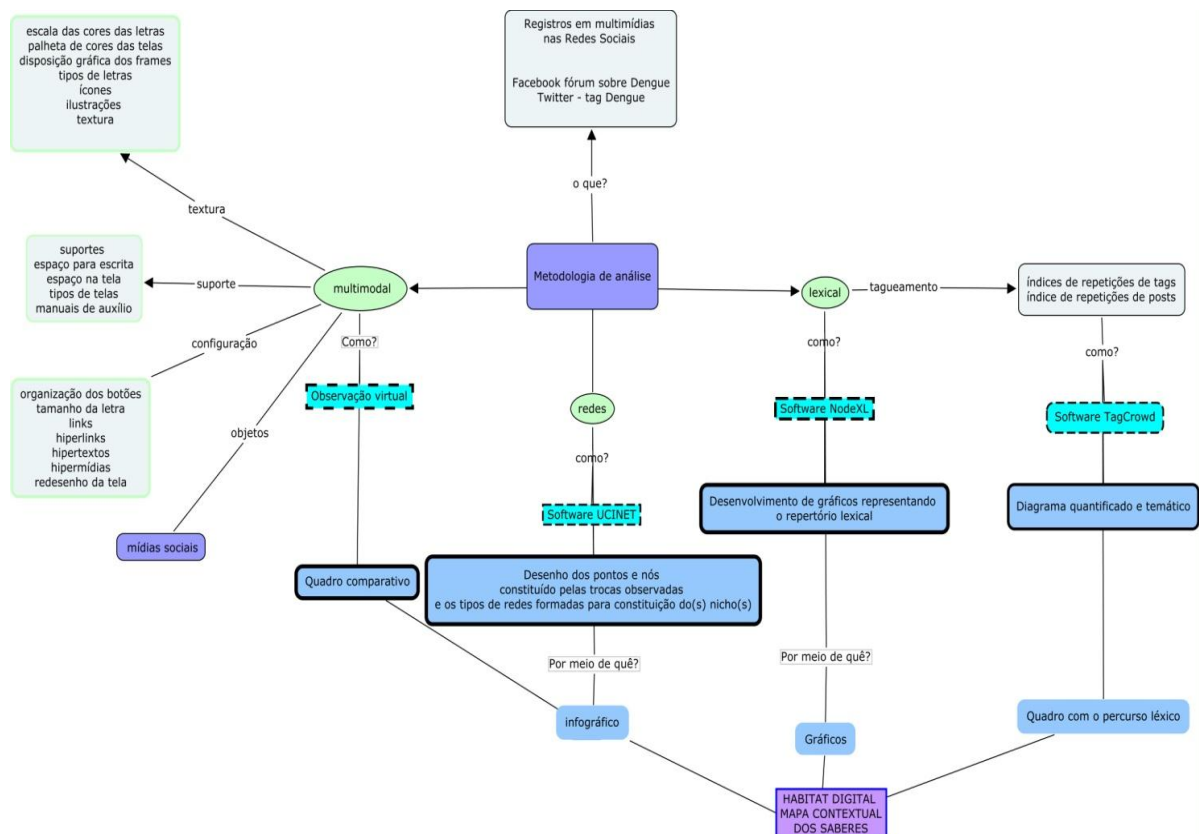 escala das cores das letras
palheta de cores das telas
disposição gráfica dos frames
tipos de letras
ícones
ilustrações
textura
Registros em multimídias
nas Redes Sociais
Facebook fórum sobre Dengue
Twitter - tag Dengue
o que?
textura
suportes
espaço para escrita
espaço na tela
tipos de telas
manuais de auxílio
suporte
multimodal
Metodologia de análise
lexical
tagueamento
índices de repetições de tags
índice de repetições de posts
configuração
Como?
como?
como?
organização dos botões
tamanho da letra
links
hiperlinks
hipertextos
hipermídias
redesenho da tela
objetos
Observação virtual
redes
Software NodeXL
Software TagCrowd
como?
Software UCINET
Desenvolvimento de gráficos representando
o repertório lexical
Diagrama quantificado e temático
mídias sociais
Quadro comparativo
Desenho dos pontos e nós
constituído pelas trocas observadas
e os tipos de redes formadas para constituição do(s) nicho(s)
Por meio de quê?
Por meio de quê?
infográfico
Gráficos
Quadro com o percurso léxico
HABITAT DIGITAL
MAPA CONTEXTUAL
DOS SABERES